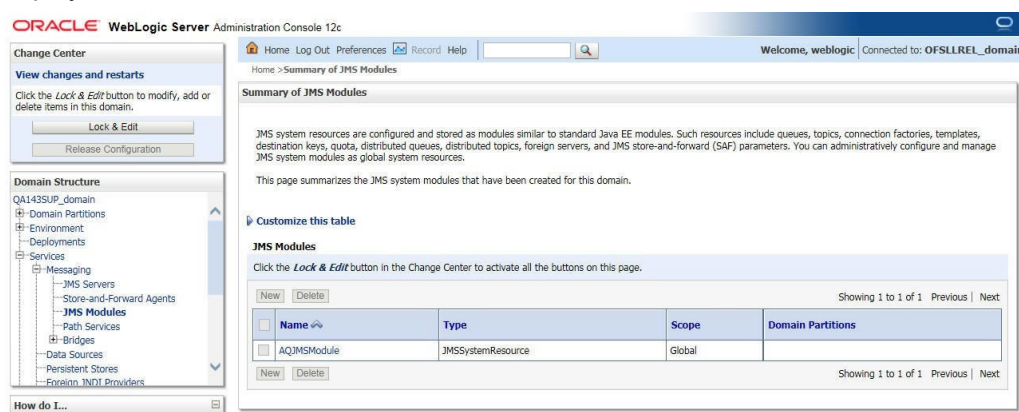 ORACLE WebLogic Server Administration Console 12c
Change Center
View changes and restarts
Click the Lock & Edit button to modify, add or
delete items in this domain.
Lock & Edit
Release Configuration
Domain Structure
QA143SUP_domain
Domain Partitions
Environment
Deployments
Services
Messaging
JMS Servers
Store-and-Forward Agents
JMS Modules
Path Services
Bridges
Data Sources
Persistent Stores
Foreign JNDI Providers
How do I...
Home Log Out Preferences Record Help
Welcome, weblogic Connected to: OFSLLREL_domain
Home >Summary of JMS Modules
Summary of JMS Modules
JMS system resources are configured and stored as modules similar to standard Java EE modules. Such resources include queues, topics, connection factories, templates,
destination keys, quota, distributed queues, distributed topics, foreign servers, and JMS store-and-forward (SAF) parameters. You can administratively configure and manage
JMS system modules as global system resources.
This page summarizes the JMS system modules that have been created for this domain.
Customize this table
JMS Modules
Click the Lock & Edit button in the Change Center to activate all the buttons on this page.
New Delete Showing 1 to 1 of 1 Previous | Next
Name Type Scope Domain Partitions
AQJMSModule JMSSystemResource Global
New Delete Showing 1 to 1 of 1 Previous | Next